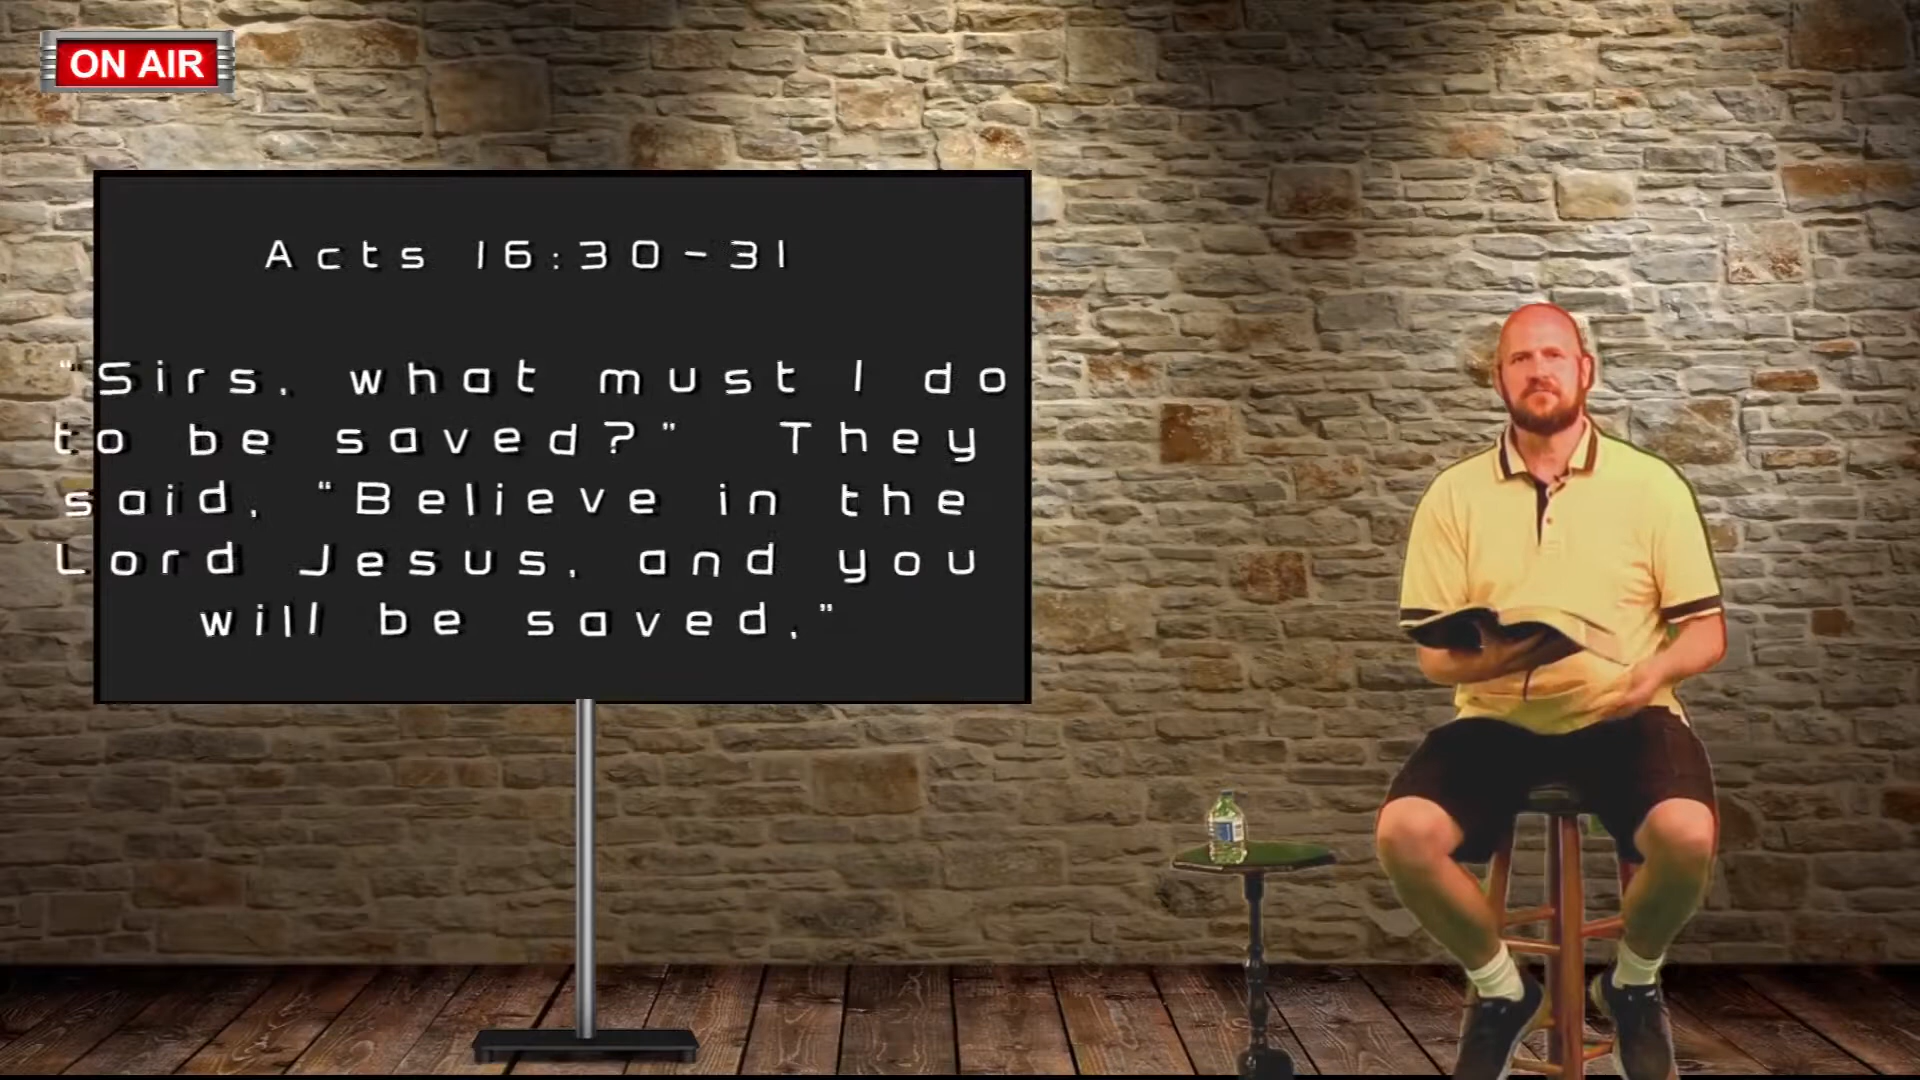 ON AIR
Acts 16:30-31
"Sirs, what must I do
to be saved?" They
said, "Believe in the
Lord Jesus, and you
will be saved,"